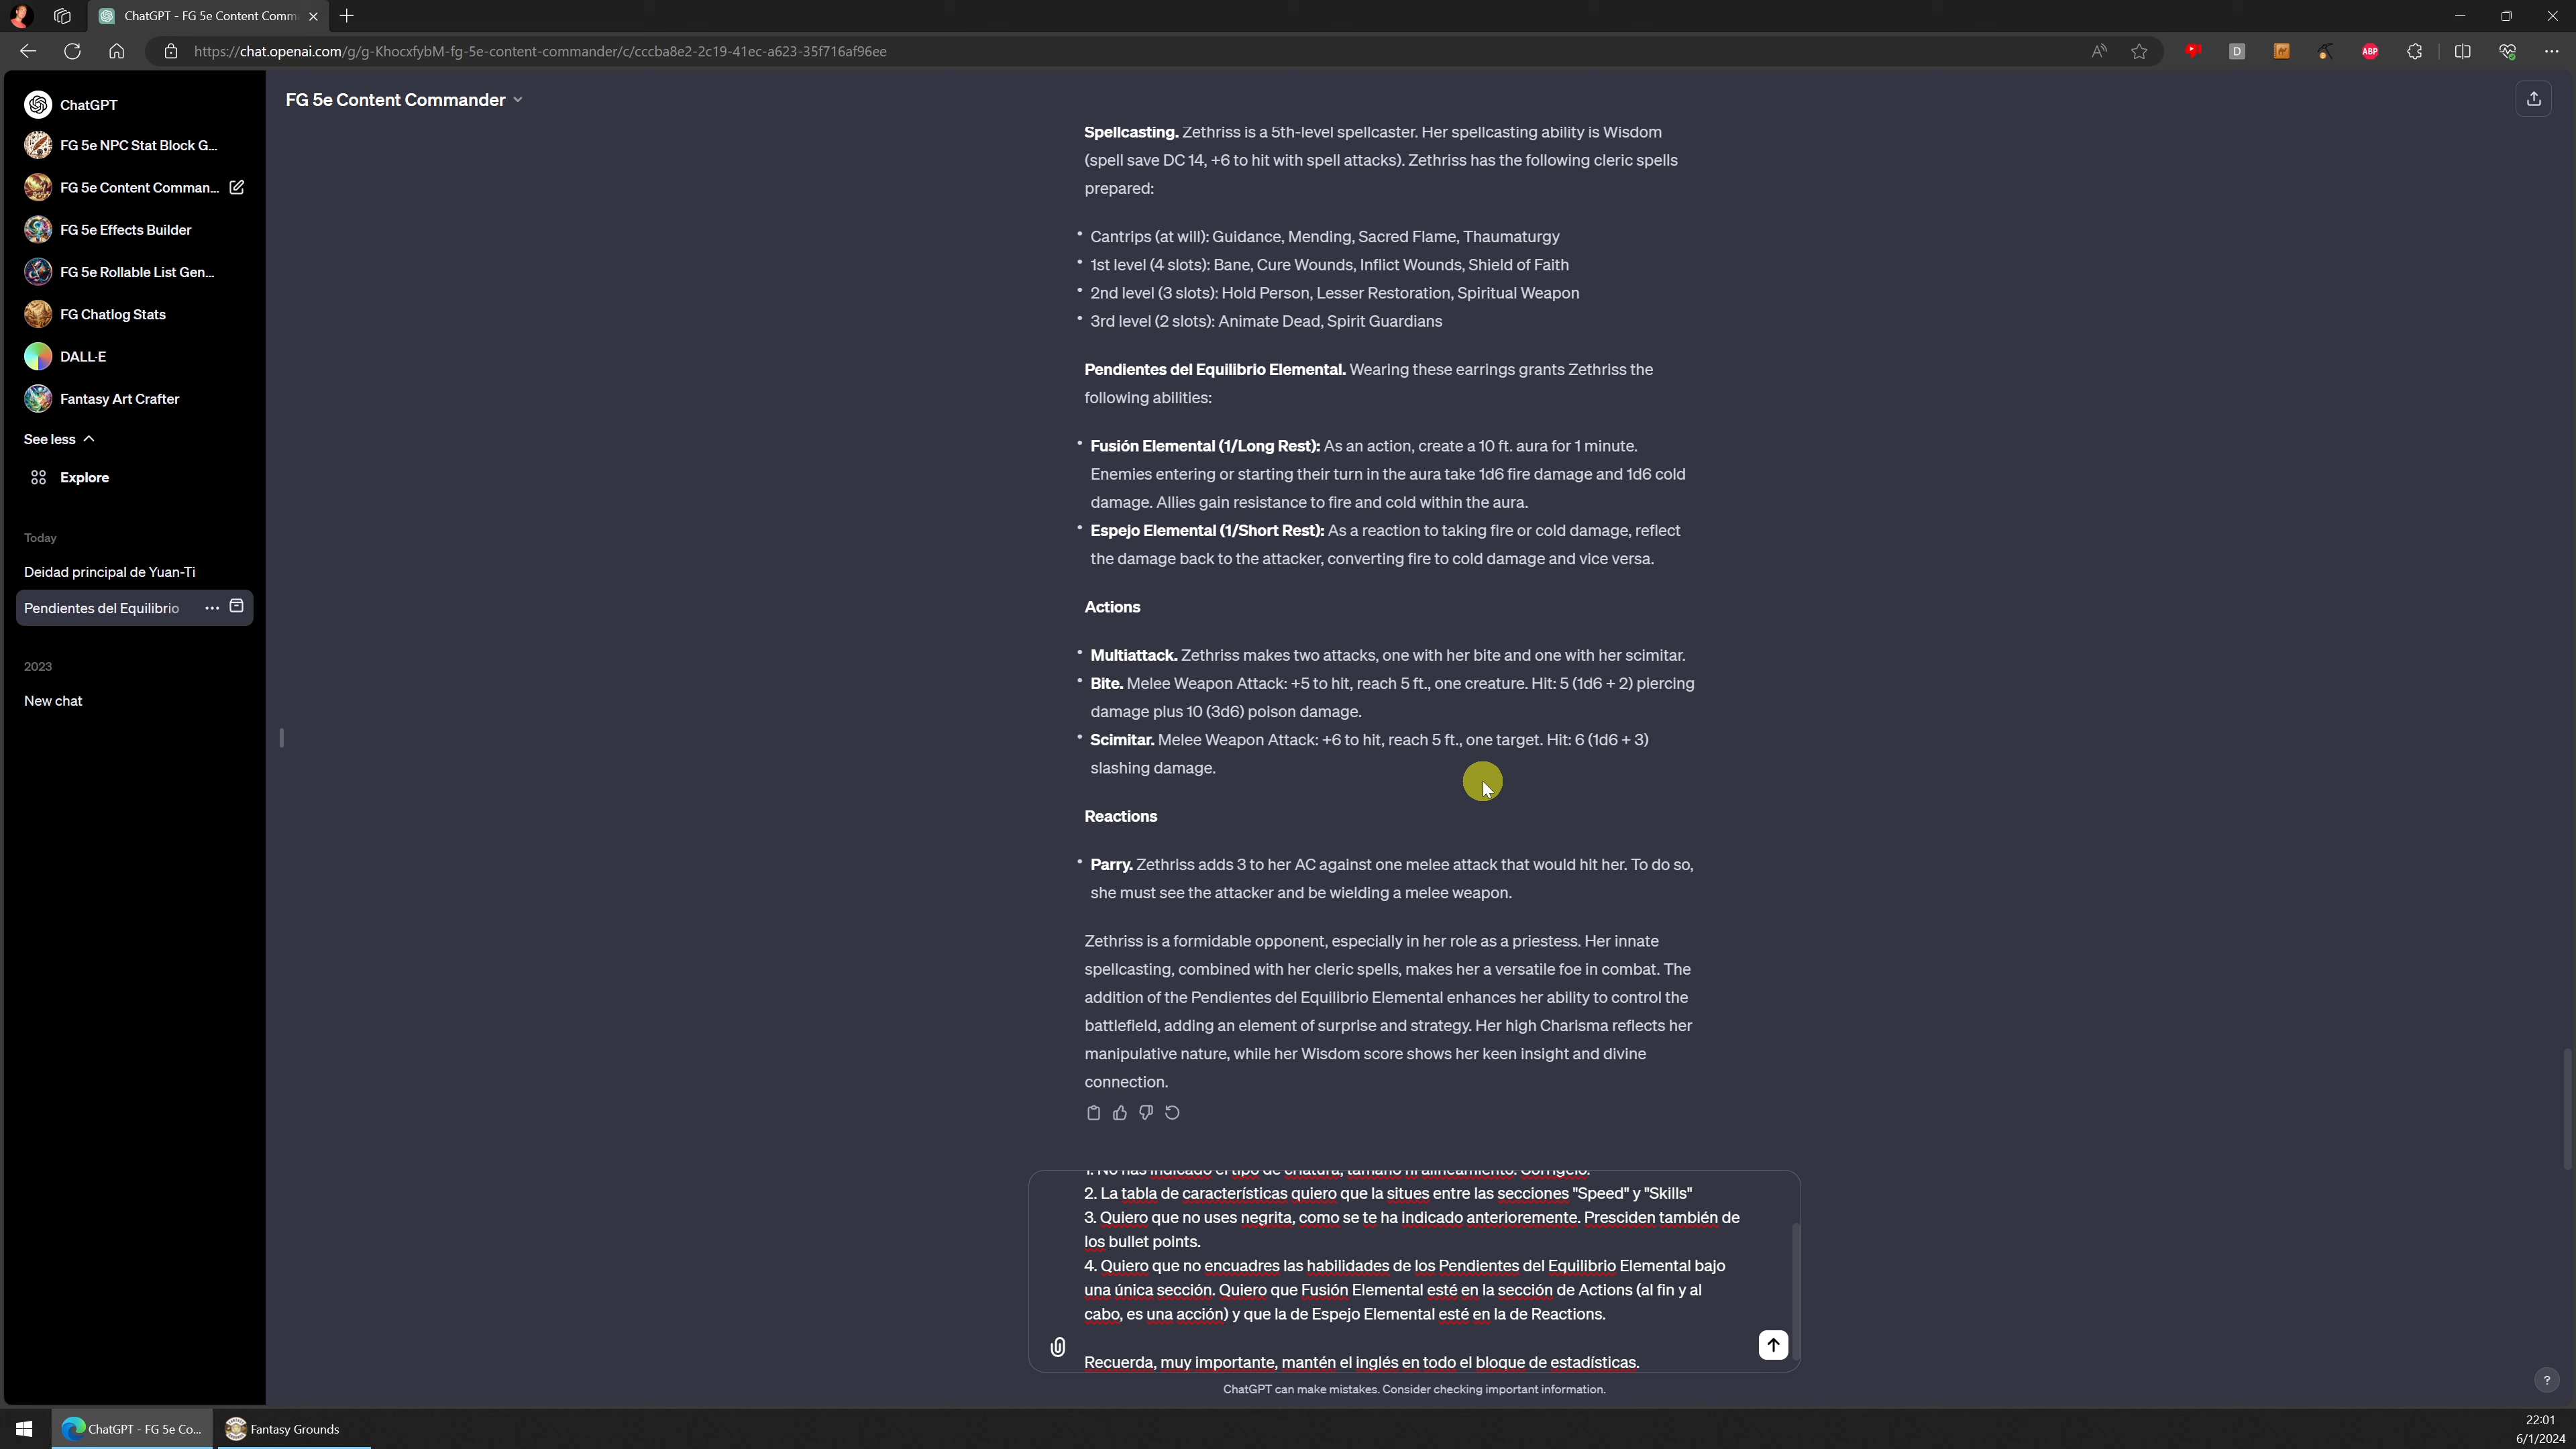 ChatGPT - FG 5e Content Comm
https://chat.openai.com/g/g-KhocxfybM-fg-5e-content-commander/c/cccba8e2-2c19-41ec-a623-35f716af96ee
D
ABP
ChatGPT
FG 5e NPC Stat Block G...
FG 5e Content Comman...
FG 5e Effects Builder
FG 5e Rollable List Gen...
FG Chatlog Stats
DALL·E
Fantasy Art Crafter
See less
Explore
Today
Deidad principal de Yuan-Ti
Pendientes del Equilibrio
2023
New chat
FG 5e Content Commander
Spellcasting. Zethriss is a 5th-level spellcaster. Her spellcasting ability is Wisdom
(spell save DC 14, +6 to hit with spell attacks). Zethriss has the following cleric spells
prepared:
• Cantrips (at will): Guidance, Mending, Sacred Flame, Thaumaturgy
• 1st level (4 slots): Bane, Cure Wounds, Inflict Wounds, Shield of Faith
• 2nd level (3 slots): Hold Person, Lesser Restoration, Spiritual Weapon
• 3rd level (2 slots): Animate Dead, Spirit Guardians
Pendientes del Equilibrio Elemental. Wearing these earrings grants Zethriss the
following abilities:
• Fusión Elemental (1/Long Rest): As an action, create a 10 ft. aura for 1 minute.
Enemies entering or starting their turn in the aura take 1d6 fire damage and 1d6 cold
damage. Allies gain resistance to fire and cold within the aura.
• Espejo Elemental (1/Short Rest): As a reaction to taking fire or cold damage, reflect
the damage back to the attacker, converting fire to cold damage and vice versa.
Actions
• Multiattack. Zethriss makes two attacks, one with her bite and one with her scimitar.
• Bite. Melee Weapon Attack: +5 to hit, reach 5 ft., one creature. Hit: 5 (1d6 + 2) piercing
damage plus 10 (3d6) poison damage.
• Scimitar. Melee Weapon Attack: +6 to hit, reach 5 ft., one target. Hit: 6 (1d6 + 3)
slashing damage.
Reactions
• Parry. Zethriss adds 3 to her AC against one melee attack that would hit her. To do so,
she must see the attacker and be wielding a melee weapon.
Zethriss is a formidable opponent, especially in her role as a priestess. Her innate
spellcasting, combined with her cleric spells, makes her a versatile foe in combat. The
addition of the Pendientes del Equilibrio Elemental enhances her ability to control the
battlefield, adding an element of surprise and strategy. Her high Charisma reflects her
manipulative nature, while her Wisdom score shows her keen insight and divine
connection.
1. No has indicado el tipo de criatura, tamaño ni alineamiento. Corrígelo.
2. La tabla de características quiero que la situes entre las secciones "Speed" y "Skills"
3. Quiero que no uses negrita, como se te ha indicado anterioremente. Presciden también de
los bullet points.
4. Quiero que no encuadres las habilidades de los Pendientes del Equilibrio Elemental bajo
una única sección. Quiero que Fusión Elemental esté en la sección de Actions (al fin y al
cabo, es una acción) y que la de Espejo Elemental esté en la de Reactions.
Recuerda, muy importante, mantén el inglés en todo el bloque de estadísticas.
ChatGPT can make mistakes. Consider checking important information.
?
ChatGPT - FG 5e Co...
Fantasy Grounds
22:01
6/1/2024